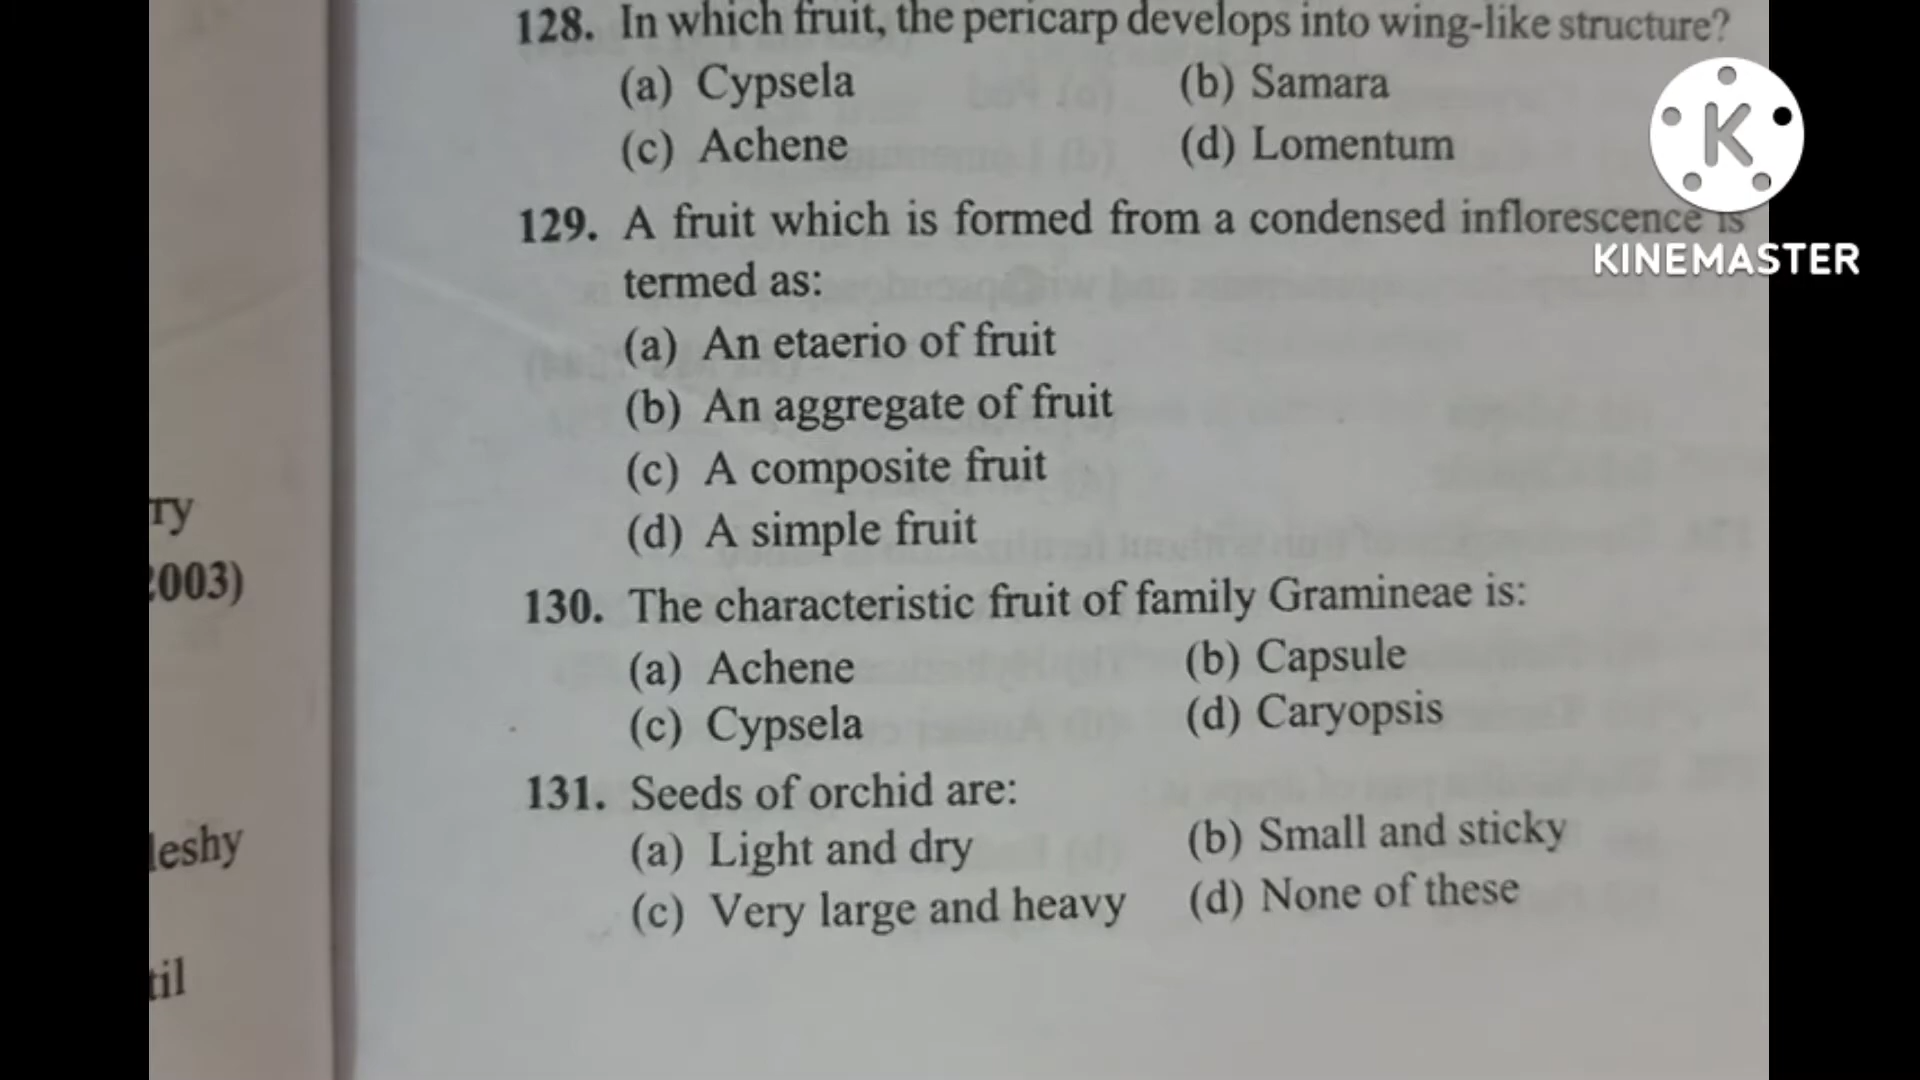 128. In which fruit, the pericarp develops into wing-like structure?
(a) Cypsela (b) Samara
(c) Achene (d) Lomentum
129. A fruit which is formed from a condensed inflorescence is
termed as:
(a) An etaerio of fruit
(b) An aggregate of fruit
(c) A composite fruit
(d) A simple fruit
130. The characteristic fruit of family Gramineae is:
(a) Achene (b) Capsule
(c) Cypsela (d) Caryopsis
131. Seeds of orchid are:
(a) Light and dry (b) Small and sticky
(c) Very large and heavy (d) None of these
ry
2003)
leshy
til
K
KINEMASTER